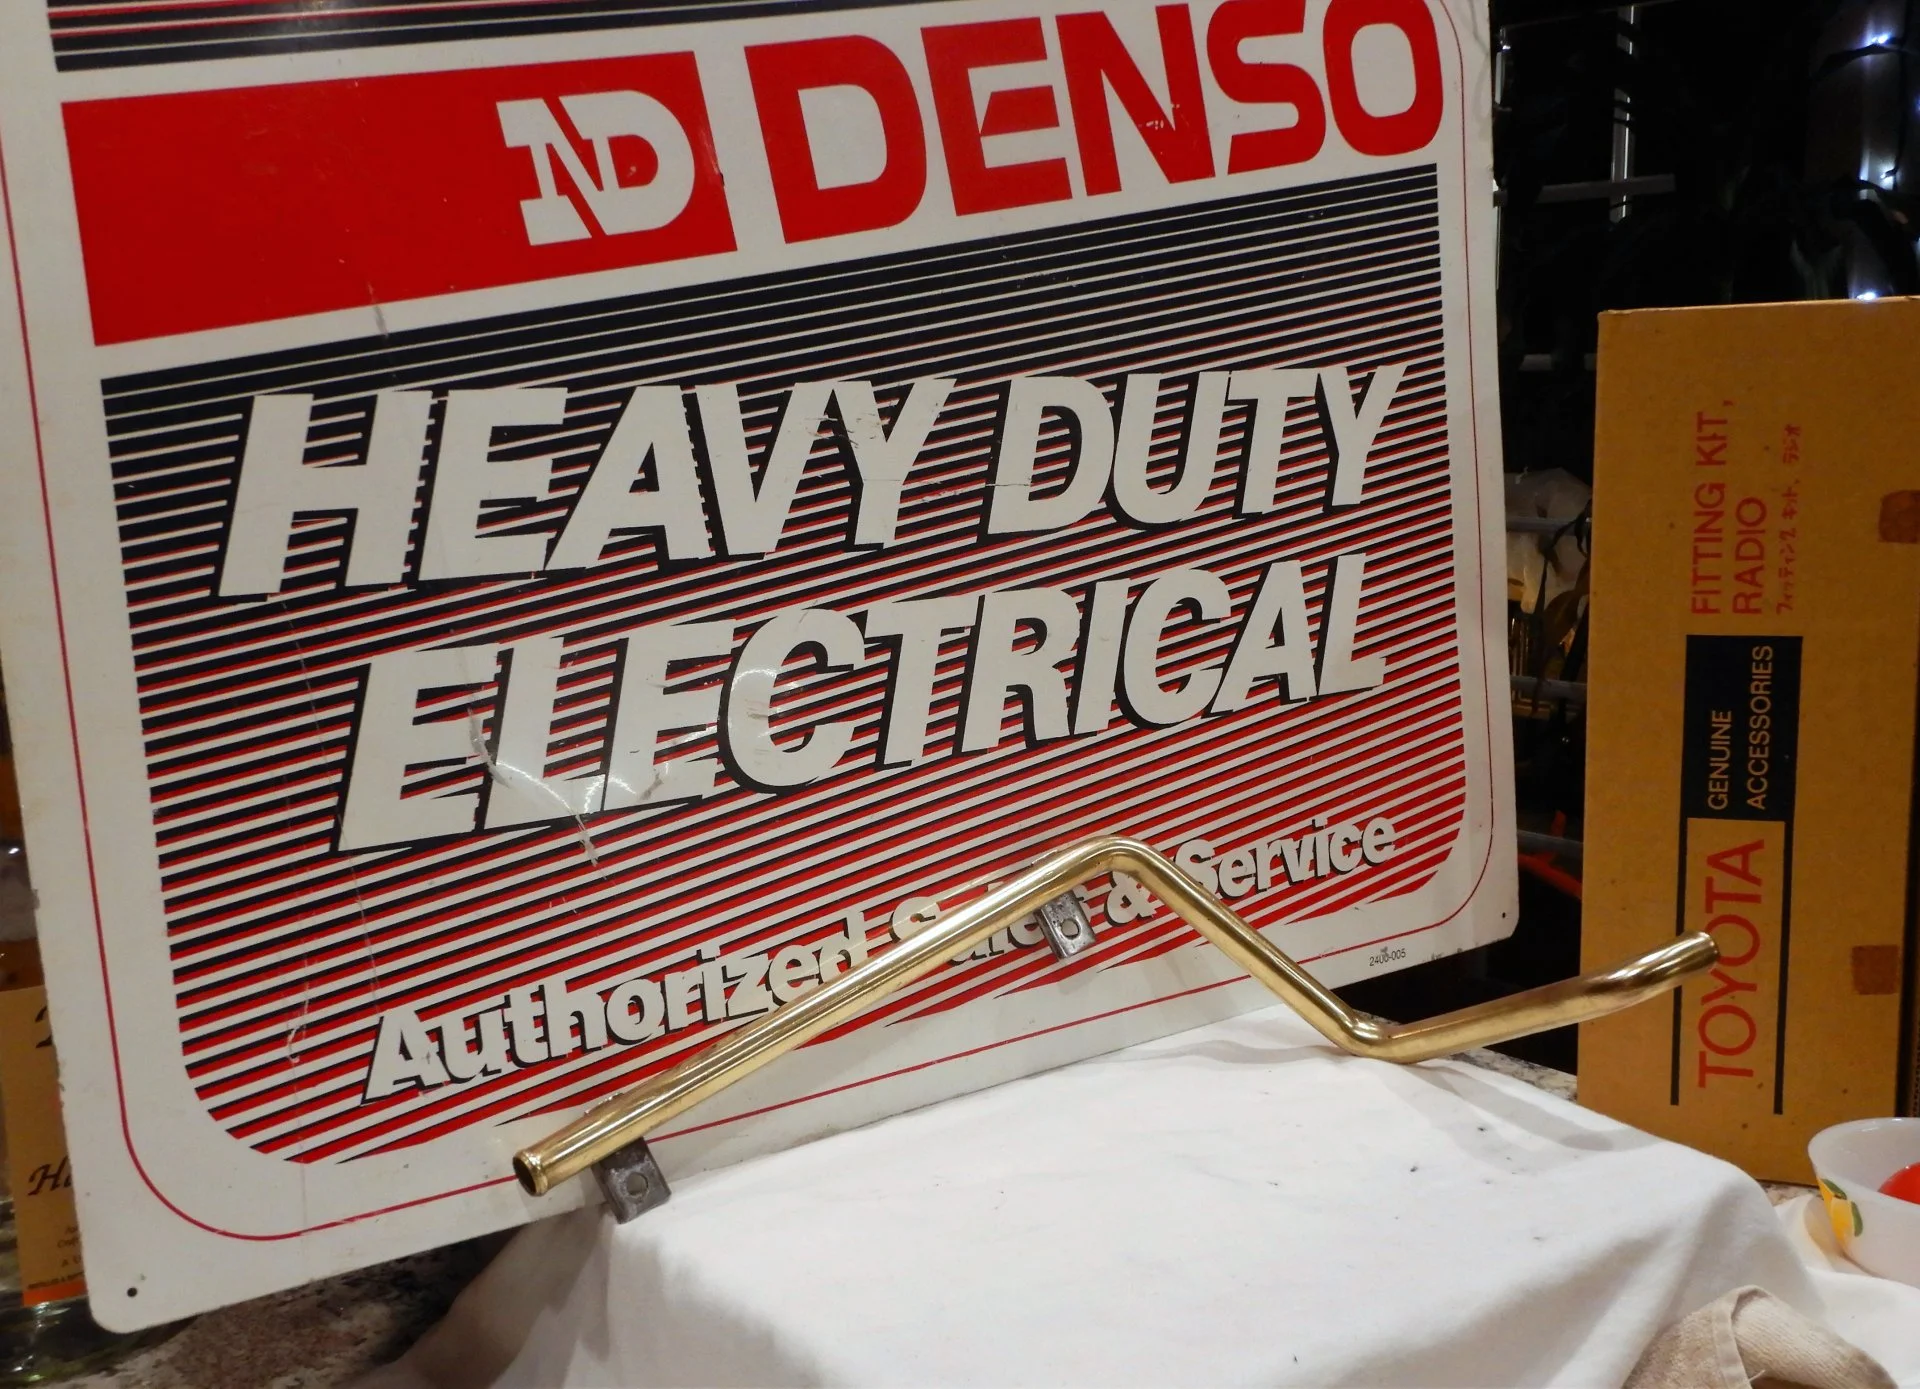 ND DENSO
HEAVY DUTY
ELECTRICAL
Authorized Sales & Service
2400-005
FITTING KIT,
RADIO
フィッティング キット, ラジオ
GENUINE
ACCESSORIES
TOYOTA